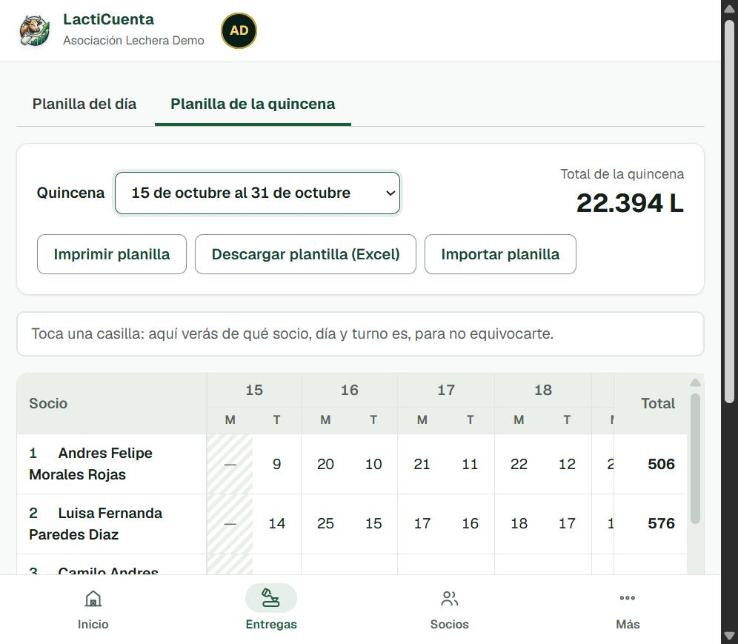 LactiCuenta
Asociación Lechera Demo
AD
Planilla del día
Planilla de la quincena
Quincena
15 de octubre al 31 de octubre
Total de la quincena
22.394 L
Imprimir planilla
Descargar plantilla (Excel)
Importar planilla
Toca una casilla: aquí verás de qué socio, día y turno es, para no equivocarte.
Socio 15 16 17 18 Total
M T M T M T M T
1 Andres Felipe
Morales Rojas
— 9 20 10 21 11 22 12 506
2 Luisa Fernanda
Paredes Diaz
— 14 25 15 17 16 18 17 576
3 Camilo Andres
Inicio
Entregas
Socios
Más